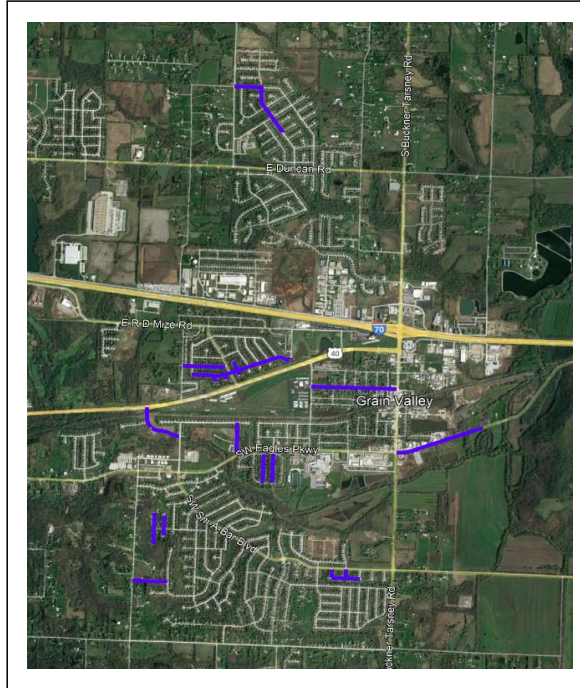 S Buckner Tarsney Rd
E Duncan Rd
70
E R D Mize Rd
40
Grain Valley
SW Eagles Pkwy
SW Sni-A-Bar Blvd
uckner Tarsney Rd